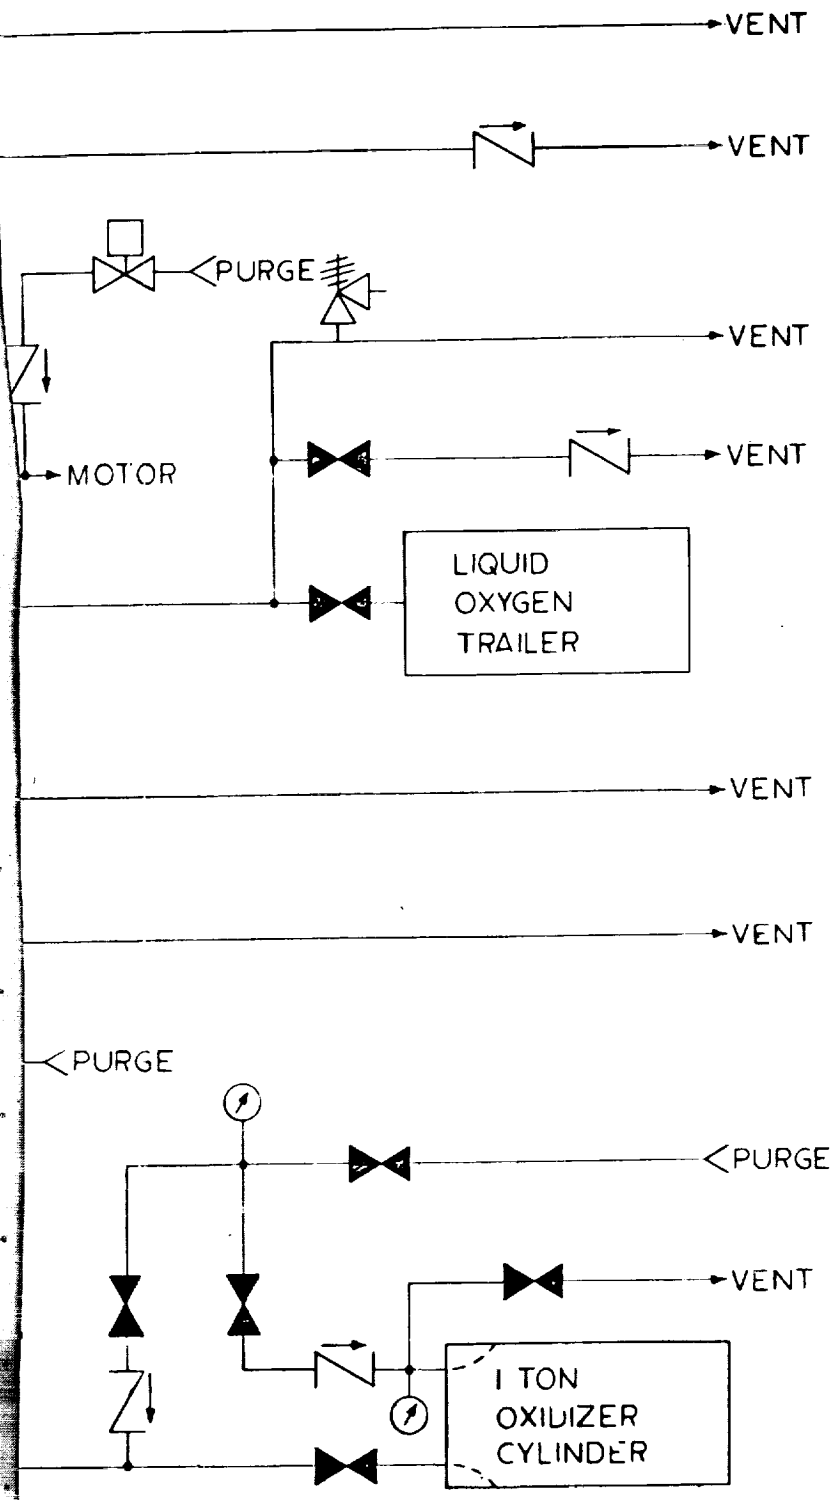 VENT
VENT
PURGE
VENT
MOTOR
VENT
LIQUID
OXYGEN
TRAILER
VENT
VENT
PURGE
PURGE
VENT
1 TON
OXIDIZER
CYLINDER